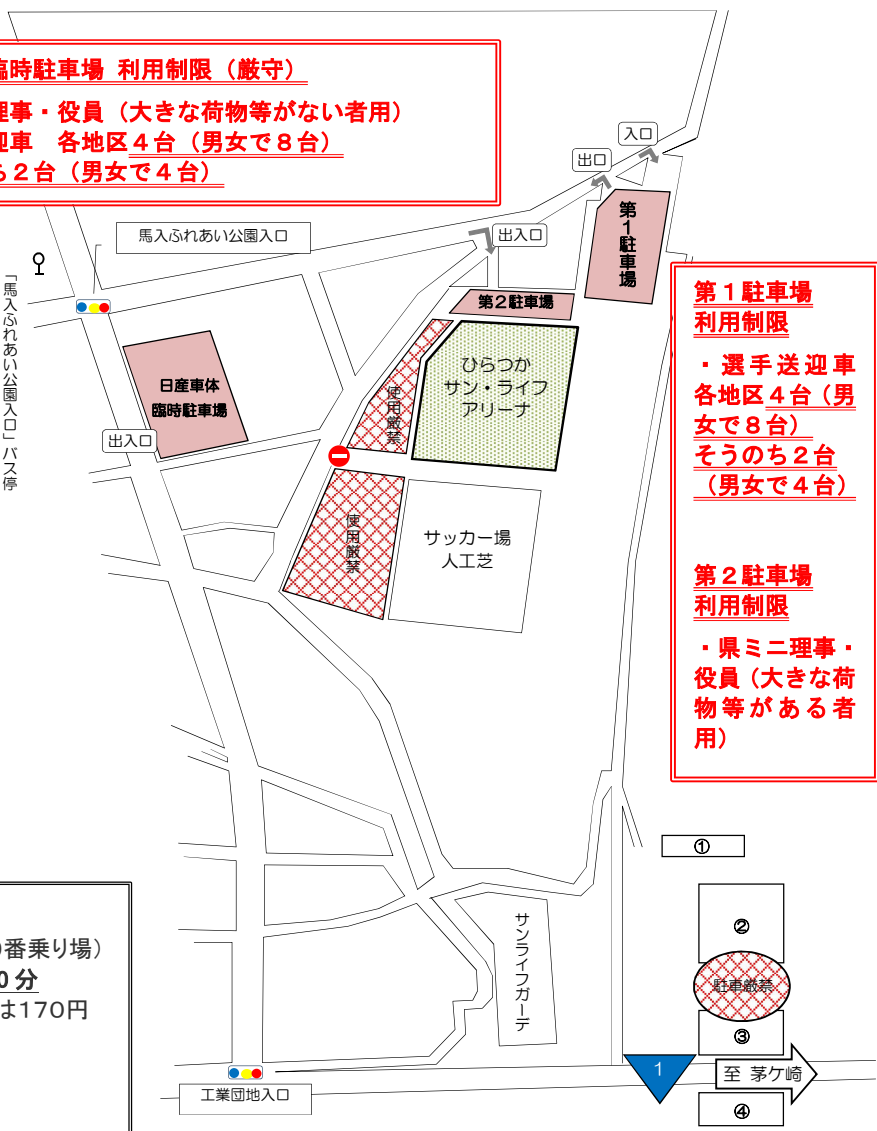 臨時駐車場 利用制限（厳守）
理事・役員（大きな荷物等がない者用）
迎車　各地区４台（男女で８台）
ち２台（男女で４台）
入口
出口
馬入ふれあい公園入口
出入口
第１駐車場
「馬入ふれあい公園入口」バス停
第２駐車場
第１駐車場
利用制限
・選手送迎車
各地区４台（男
女で８台）
そうのち２台
（男女で４台）
第２駐車場
利用制限
・県ミニ理事・
役員（大きな荷
物等がある者
用）
日産車体
臨時駐車場
使用厳禁
ひらつか
サン・ライフ
アリーナ
出入口
使用厳禁
サッカー場
人工芝
①
②
駐車厳禁
③
④
番乗り場）
0分
は170円
サンライフガーデ
1
至 茅ケ崎
工業団地入口